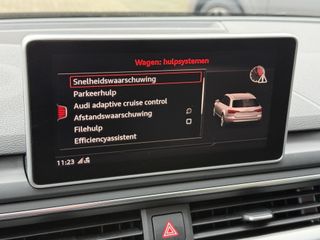 Wagen: hulpsystemen
Snelheidswaarschuwing
Parkeerhulp
Audi adaptive cruise control
Afstandswaarschuwing
Filehulp
Efficiencyassistent
11:23